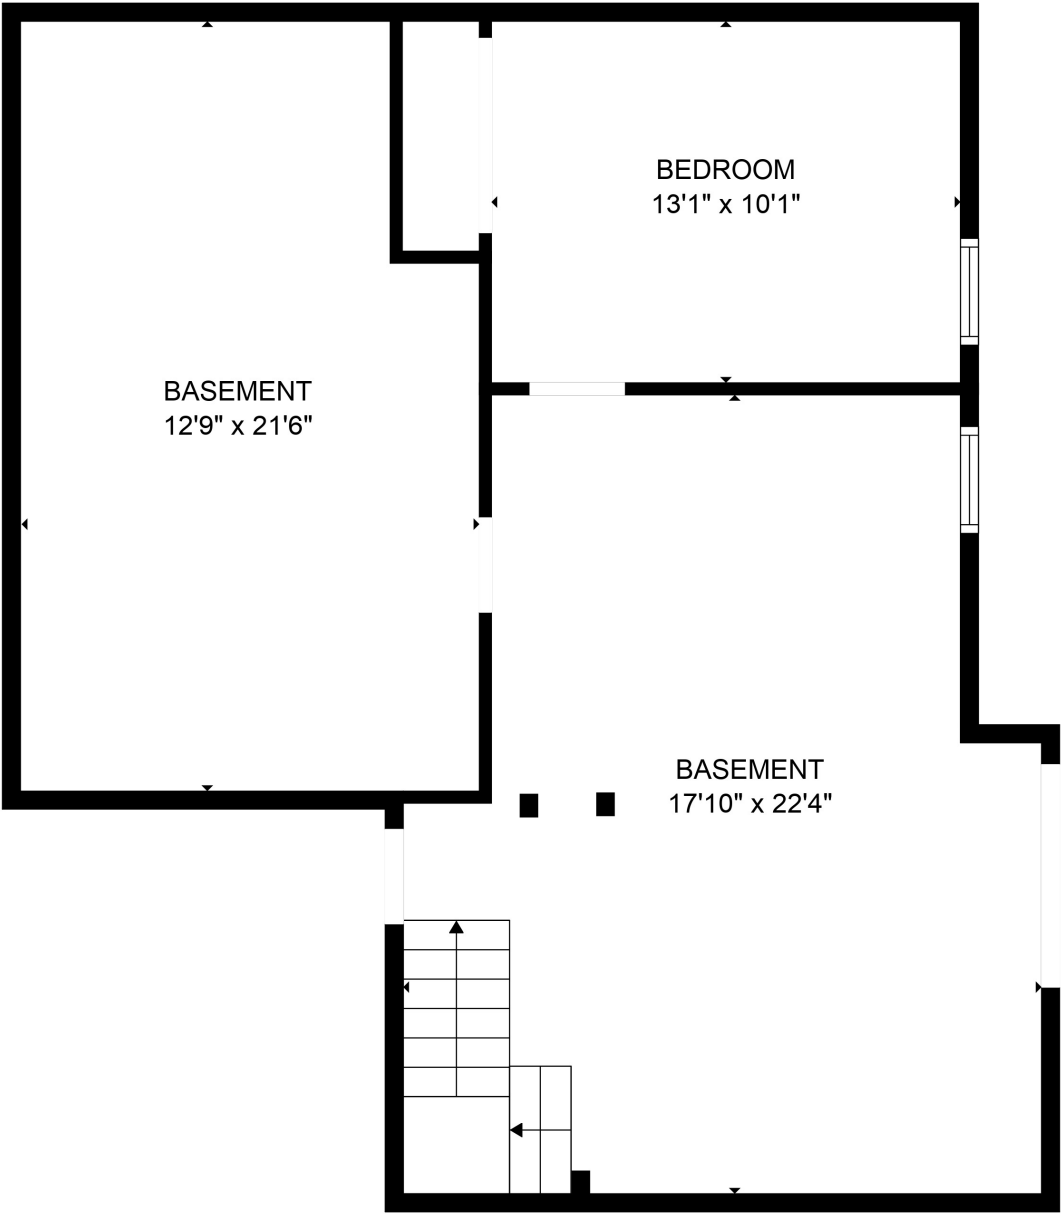 BEDROOM
13'1" x 10'1"
BASEMENT
12'9" x 21'6"
BASEMENT
17'10" x 22'4"